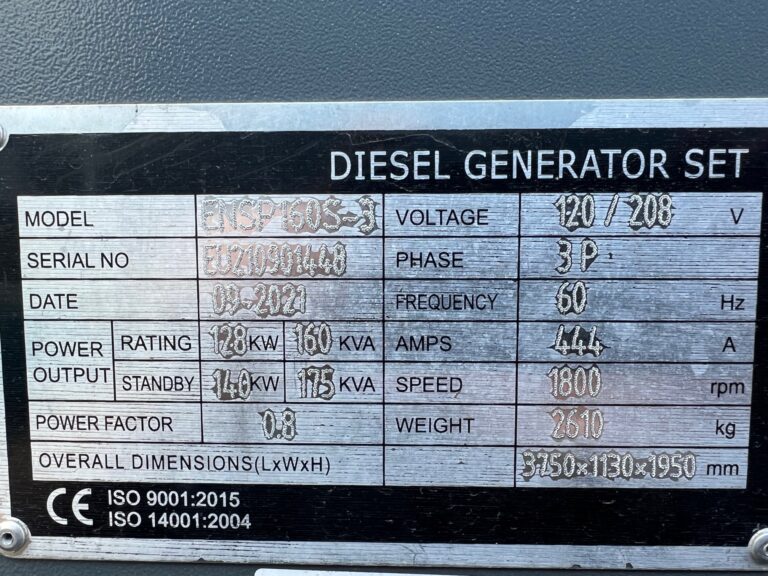 DIESEL GENERATOR SET
MODEL ENSP160S-3 VOLTAGE 120 / 208 V
SERIAL NO EU210901448 PHASE 3P
DATE 09-2021 FREQUENCY 60 Hz
POWER OUTPUT RATING 128 KW 160 KVA AMPS 444 A
STANDBY 140 KW 175 KVA SPEED 1800 rpm
POWER FACTOR 0.8 WEIGHT 2610 kg
OVERALL DIMENSIONS(LxWxH) 3750x1130x1950 mm
CE ISO 9001:2015
ISO 14001:2004